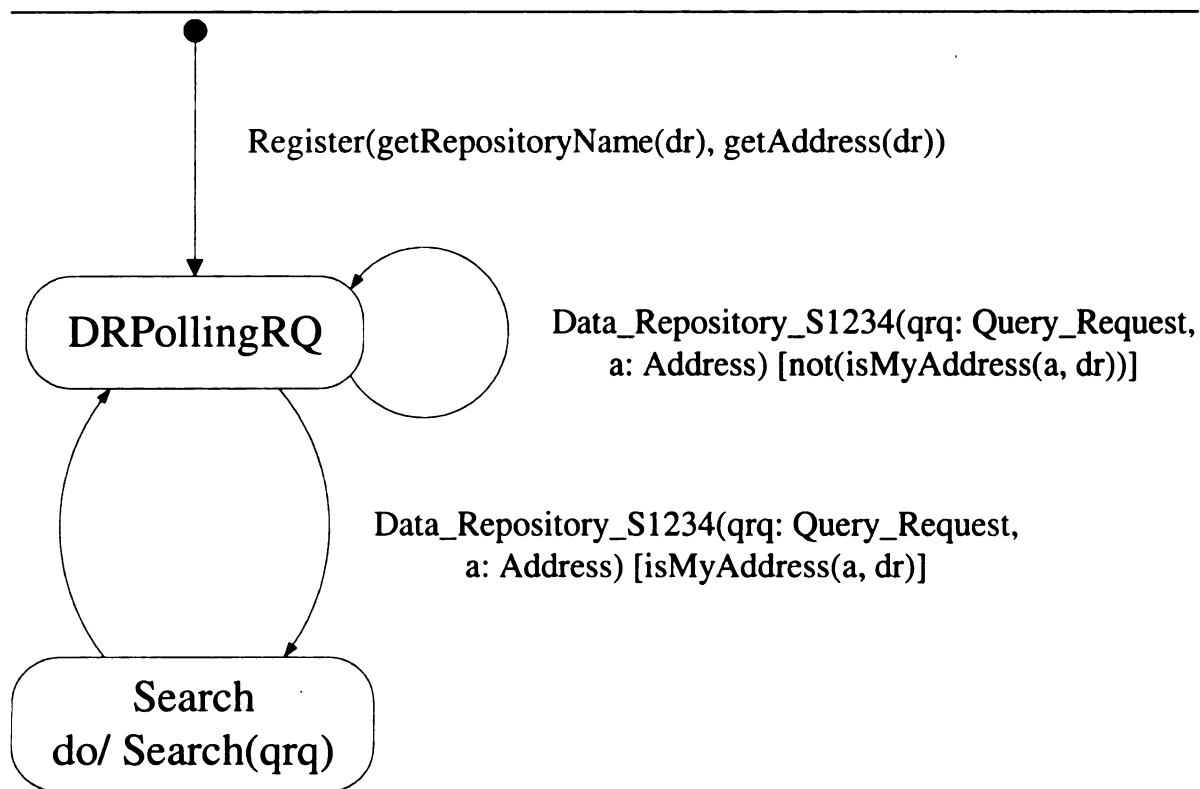 Register(getRepositoryName(dr), getAddress(dr))
DRPollingRQ
Data_Repository_S1234(qrq: Query_Request,
a: Address) [not(isMyAddress(a, dr))]
Data_Repository_S1234(qrq: Query_Request,
a: Address) [isMyAddress(a, dr)]
Search
do/ Search(qrq)